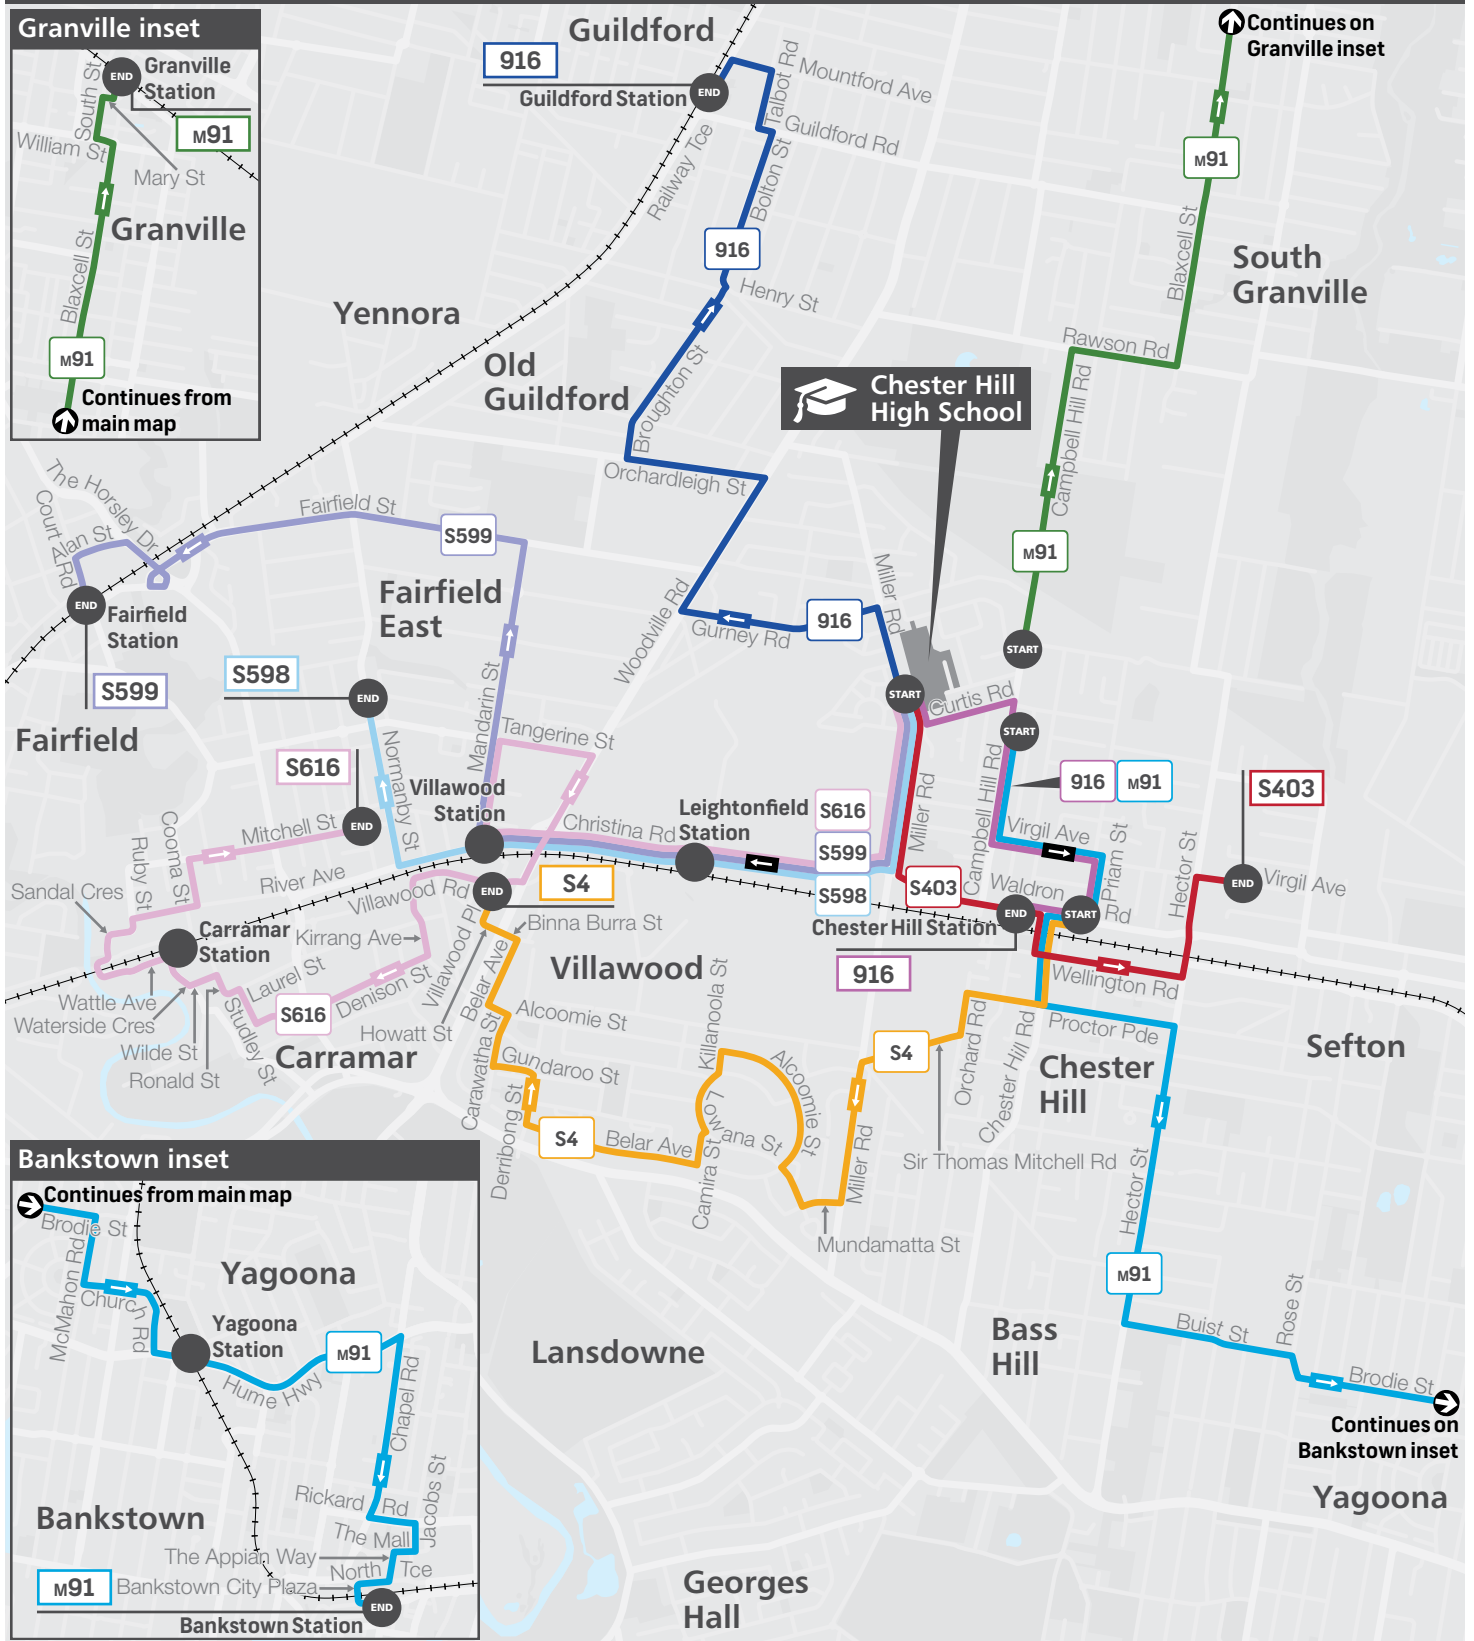 Granville inset
Granville
Station
END
South St
William St
M91
Mary St
Granville
Blaxcell St
M91
Continues from
main map
Guildford
916
Guildford Station
END
Talbot Rd
Mountford Ave
Guildford Rd
Railway Tce
Bolton St
916
Henry St
Continues on
Granville inset
M91
Blaxcell St
South
Granville
Rawson Rd
Campbell Hill Rd
M91
START
Yennora
Old
Guildford
Broughton St
Orchardleigh St
Chester Hill
High School
The Horsley Dr
Court Rd
Alan St
Fairfield St
S599
END
Fairfield
Station
S599
Fairfield
Fairfield
East
S598
END
Mandarin St
Woodville Rd
Gurney Rd
916
Miller Rd
START
Curtis Rd
START
Campbell Hill Rd
916
M91
Virgil Ave
Priam St
S616
Normanby St
Tangerine St
Villawood
Station
END
Mitchell St
Cooma St
Ruby St
River Ave
Sandal Cres
Christina Rd
Leightonfield
Station
S616
S599
S598
Miller Rd
S403
Waldron
Rd
START
END
Chester Hill Station
916
Hector St
S403
END
Virgil Ave
Wellington Rd
Villawood Rd
END
S4
Binna Burra St
Kirrang Ave
Villawood Pl
Carramar
Station
Belar Ave
Villawood
Wattle Ave
Waterside Cres
Wilde St
Ronald St
Laurel St
Studley St
S616
Denison St
Howatt St
Carramar
Alcoomie St
Carawatha St
Gundaroo St
Derribong St
S4
Belar Ave
Killanoola St
Lowana St
Camira St
Alcoomie St
Mundamatta St
Miller Rd
S4
Sir Thomas Mitchell Rd
Orchard Rd
Chester Hill Rd
Proctor Pde
Chester
Hill
Sefton
Hector St
M91
Buist St
Rose St
Brodie St
Continues on
Bankstown inset
Yagoona
Bass
Hill
Lansdowne
Georges
Hall
Bankstown inset
Continues from main map
Brodie St
McMahon Rd
Church Rd
Yagoona
Yagoona
Station
M91
Hume Hwy
Chapel Rd
Rickard Rd
Jacobs St
Bankstown
The Mall
The Appian Way
North Tce
M91
Bankstown City Plaza
END
Bankstown Station